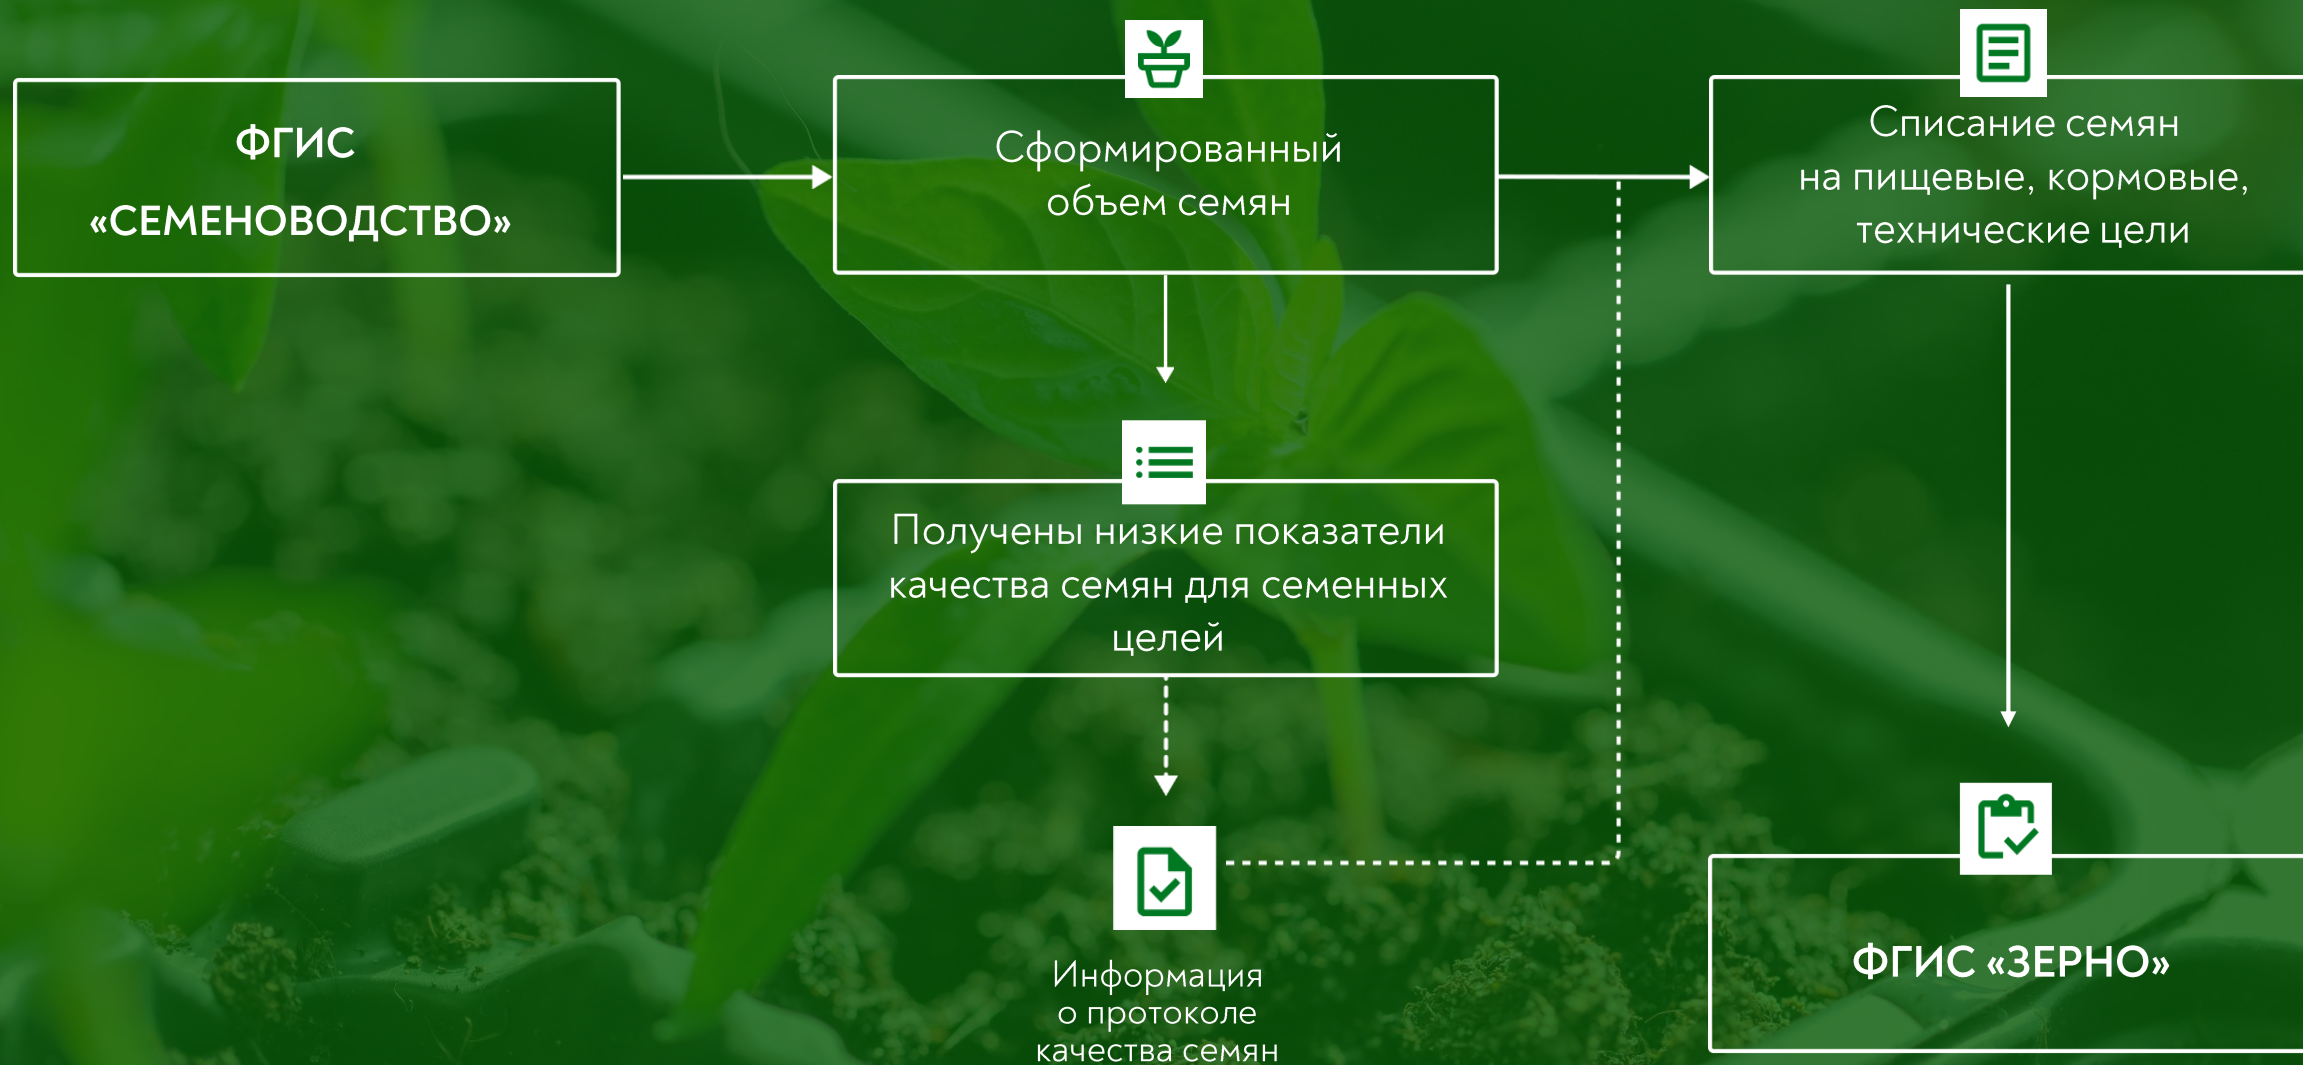 ФГИС
«СЕМЕНОВОДСТВО»
Сформированный
объем семян
Списание семян
на пищевые, кормовые,
технические цели
Получены низкие показатели
качества семян для семенных
целей
Информация
о протоколе
качества семян
ФГИС «ЗЕРНО»